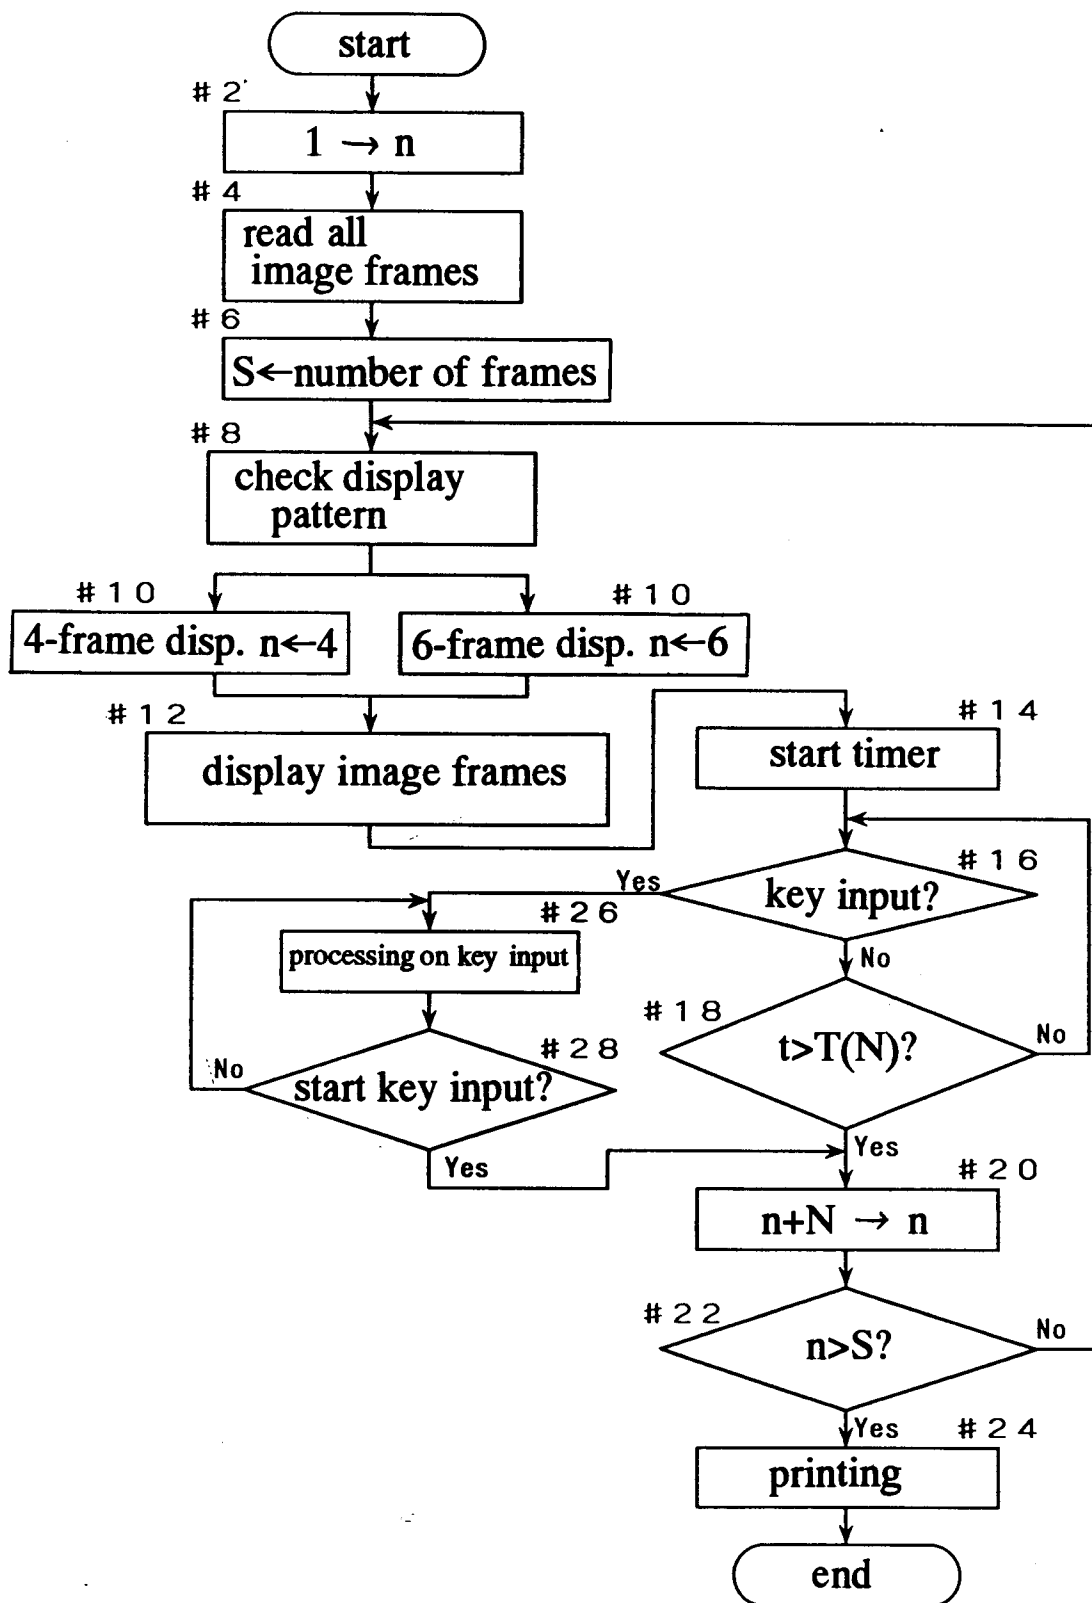 start
#2
1 → n
#4
read all
image frames
#6
S←number of frames
#8
check display
pattern
#10
4-frame disp. n←4
#10
6-frame disp. n←6
#12
display image frames
#14
start timer
#16
key input?
Yes
No
#26
processing on key input
#18
t>T(N)?
No
Yes
#28
start key input?
No
Yes
#20
n+N → n
#22
n>S?
No
Yes
#24
printing
end